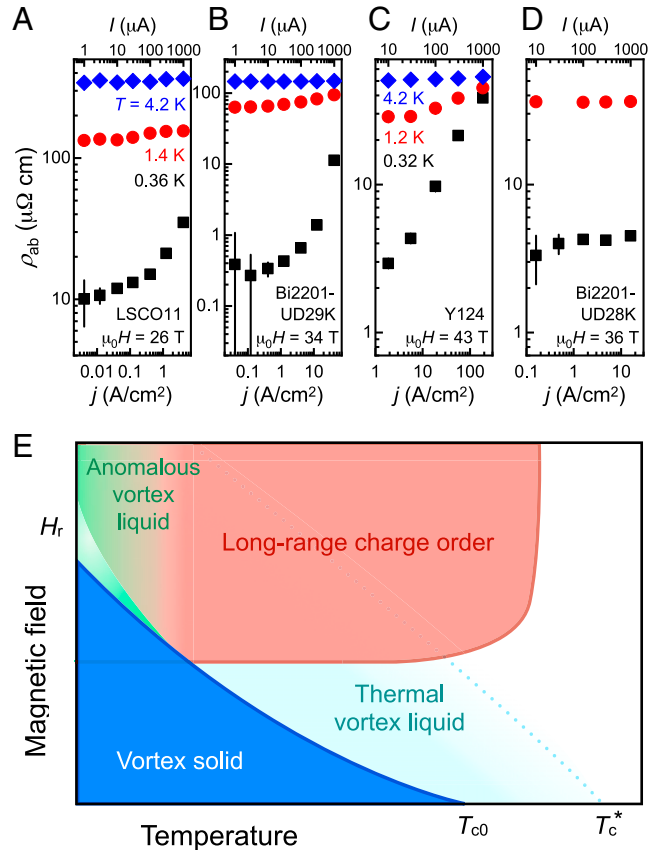 A
I (μA)
1 10 100 1000
ρab (μΩ cm)
100
10
T = 4.2 K
1.4 K
0.36 K
LSCO11
μ0H = 26 T
0.01 0.1 1
j (A/cm²)
B
I (μA)
1 10 100 1000
100
10
1
0.1
Bi2201-
UD29K
μ0H = 34 T
0.1 1 10
j (A/cm²)
C
I (μA)
10 100 1000
10
1
4.2 K
1.2 K
0.32 K
Y124
μ0H = 43 T
1 10 100
j (A/cm²)
D
I (μA)
10 100 1000
10
1
Bi2201-
UD28K
μ0H = 36 T
1 10
j (A/cm²)
E
Magnetic field
Hr
Anomalous
vortex
liquid
Long-range charge order
Thermal
vortex liquid
Vortex solid
Temperature
Tc0
Tc*